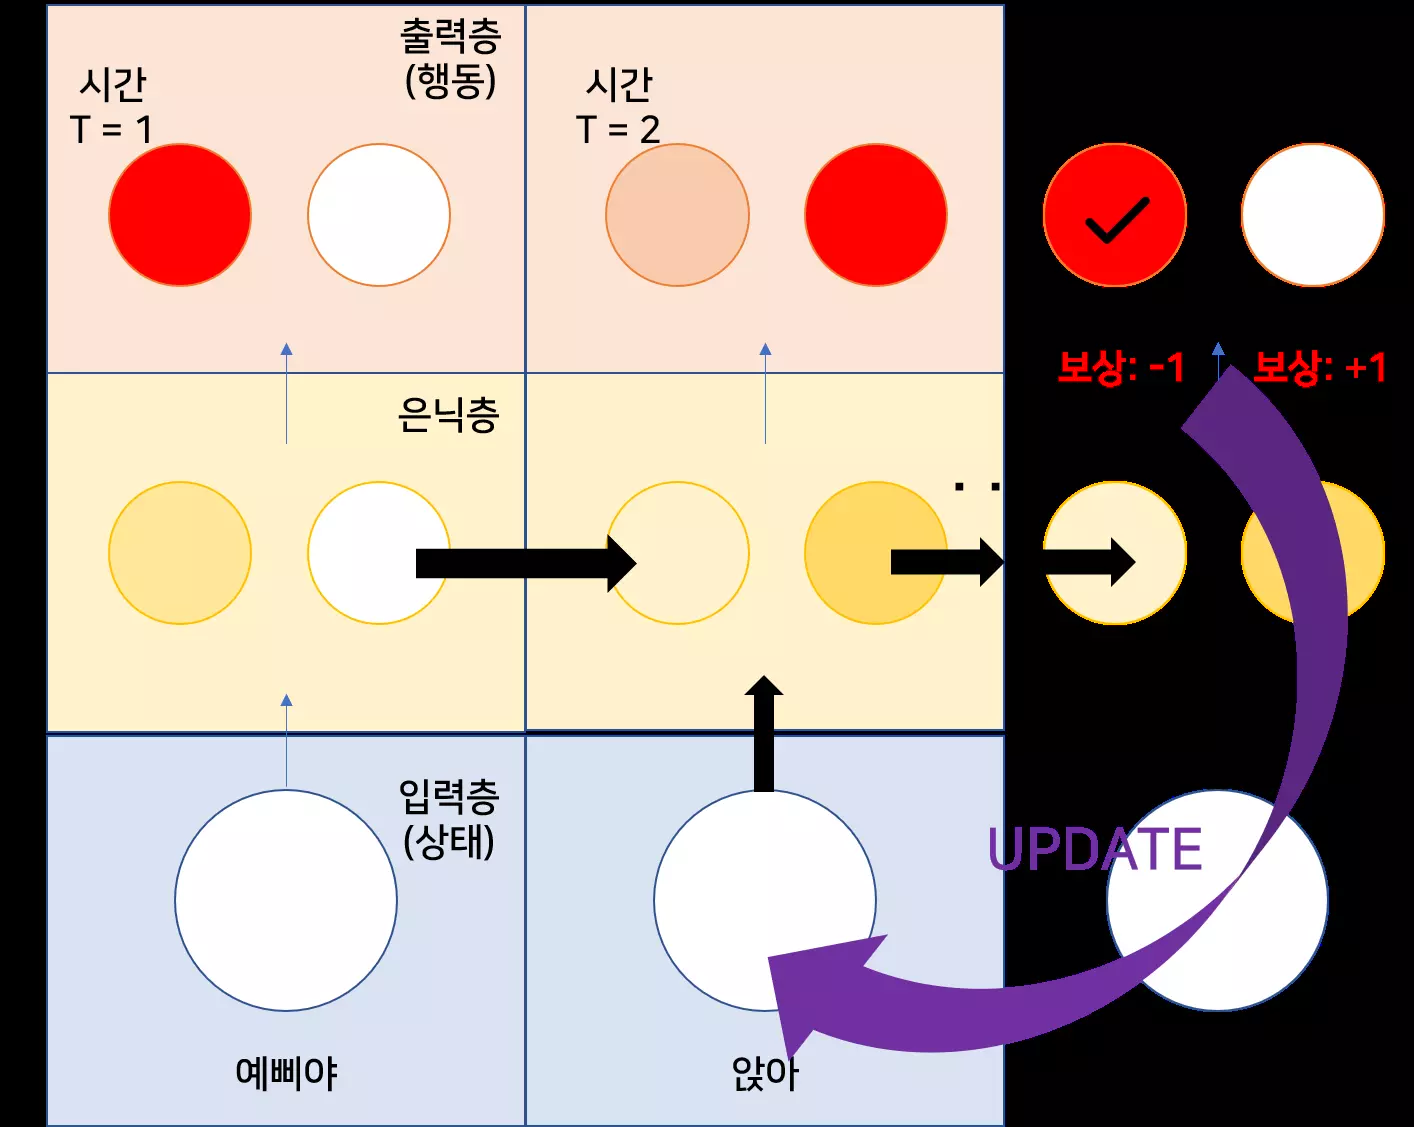 출력층
(행동)
시간
T = 1
시간
T = 2
보상: -1
보상: +1
은닉층
. .
입력층
(상태)
UPDATE
예삐야
앉아